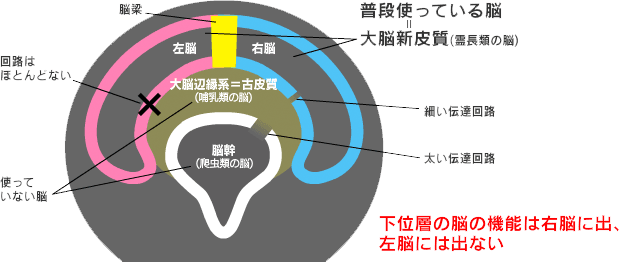 脳梁
普段使っている脳
||
大脳新皮質(霊長類の脳)
左脳
右脳
回路は
ほとんどない
大脳辺縁系＝古皮質
(哺乳類の脳)
細い伝達回路
脳幹
(爬虫類の脳)
太い伝達回路
使って
いない脳
下位層の脳の機能は右脳に出、
左脳には出ない